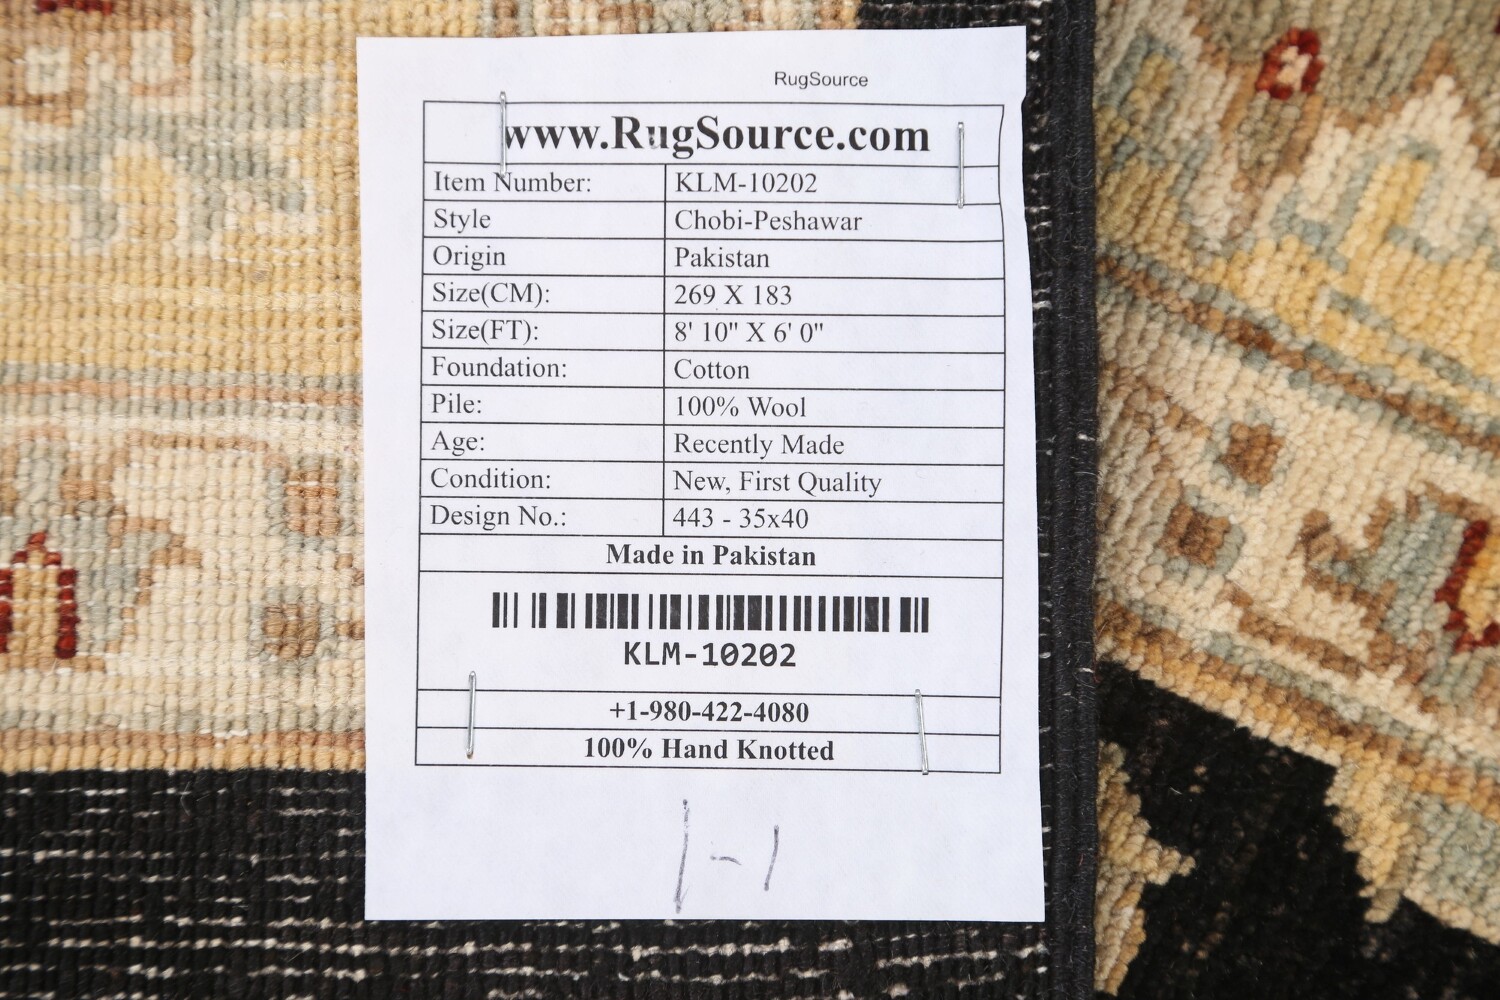 RugSource
www.RugSource.com
Item Number: KLM-10202
Style Chobi-Peshawar
Origin Pakistan
Size(CM): 269 X 183
Size(FT): 8' 10" X 6' 0"
Foundation: Cotton
Pile: 100% Wool
Age: Recently Made
Condition: New, First Quality
Design No.: 443 - 35x40
Made in Pakistan
KLM-10202
+1-980-422-4080
100% Hand Knotted
1-1